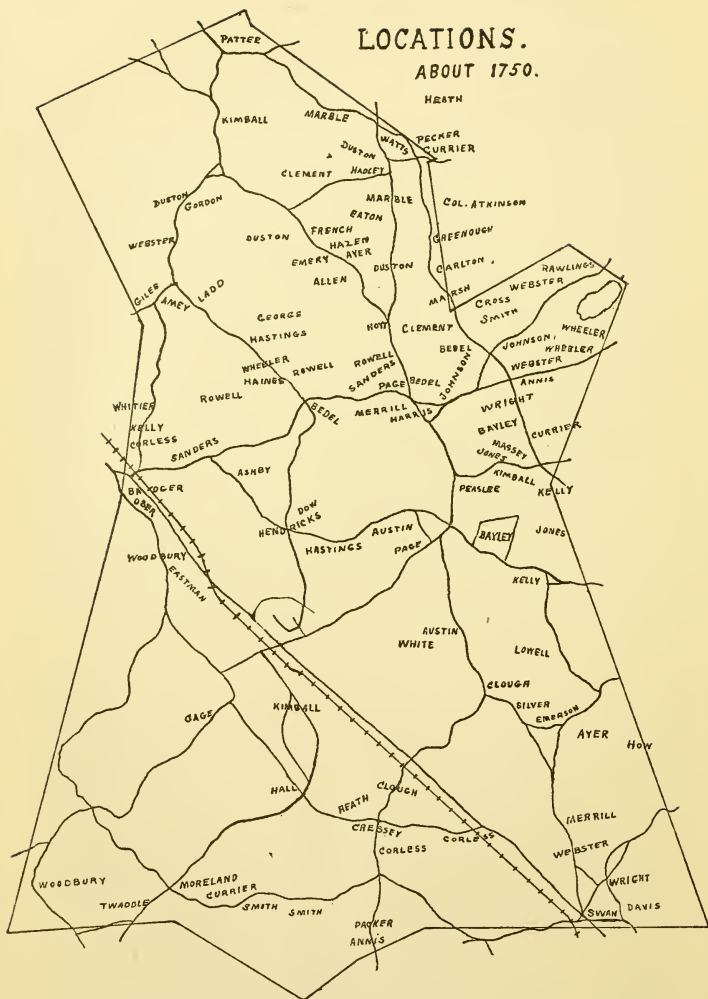 LOCATIONS.
ABOUT 1750.
PATTER
HEATH
KIMBALL
MARBLE
WATTS
PECKER
CURRIER
DUSTON
CLEMENT
HADLEY
DUSTON
GORDON
MARBLE
COL. ATKINSON
EATON
WEBSTER
DUSTON
FRENCH
HAZEN
AYER
GREENOUGH
EMERY
ALLEN
DUSTON
CARLTON.
RAWLINGS
WEBSTER
GILES
AMEY
LADD
MARSH
CROSS
SMITH
GEORGE
HASTINGS
HOYT
CLEMENT
BEDEL
JOHNSON,
WHEELER
WHEELER
WHEELER
HAINES
ROWELL
ROWELL
SANDERS
PAGE
BEDEL
JOHNSON
WEBSTER
ANNIS
ROWELL
BEDEL
MERRILL
HARRIS
WRIGHT
WHITIER
KELLY
CORLESS
BAYLEY
CURRIER
MASSEY
JONES
SANDERS
ASHBY
KIMBALL
KELLY
PEASLEE
OBER
DOW
HENDRICKS
HASTINGS
AUSTIN
PAGE
BAYLEY
JONES
WOODBURY
EASTMAN
KELLY
AUSTIN
WHITE
LOWELL
CLOUGH
SILVER
EMERSON
GAGE
KIMBALL
AYER
HOW
HALL
HEATH
CLOUGH
CRESSEY
CORLESS
CORLESS
MERRILL
WEBSTER
WOODBURY
MORELAND
CURRIER
WRIGHT
TWADDLE
SMITH
SMITH
SWAN
DAVIS
PACKER
ANNIS